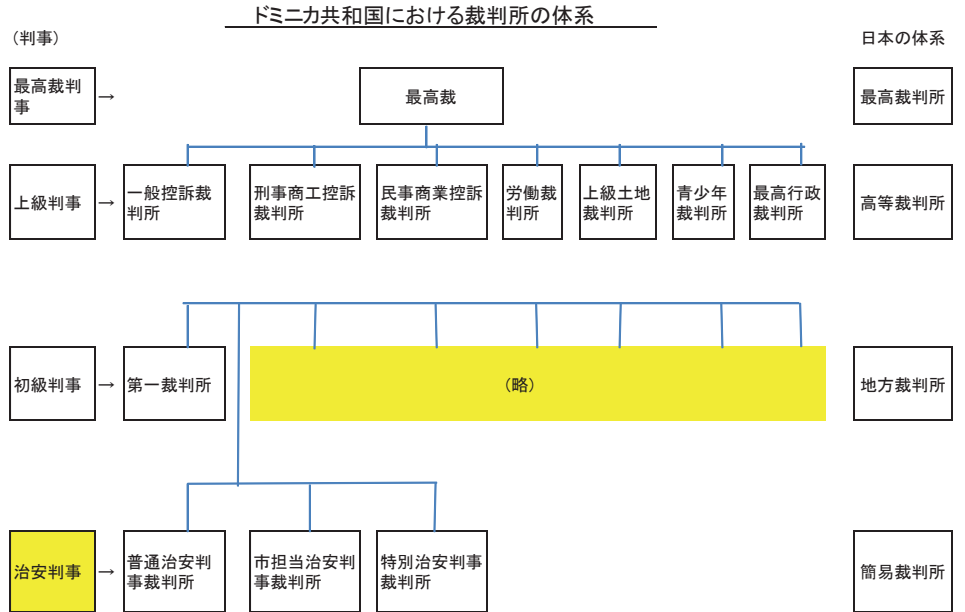 ドミニカ共和国における裁判所の体系
(判事)
日本の体系
最高裁判
事
→
最高裁
最高裁判所
上級判事
→
一般控訴裁
判所
刑事商工控訴
裁判所
民事商業控訴
裁判所
労働裁
判所
上級土地
裁判所
青少年
裁判所
最高行政
裁判所
高等裁判所
初級判事
→
第一裁判所
(略)
地方裁判所
治安判事
→
普通治安判
事裁判所
市担当治安判
事裁判所
特別治安判事
裁判所
簡易裁判所